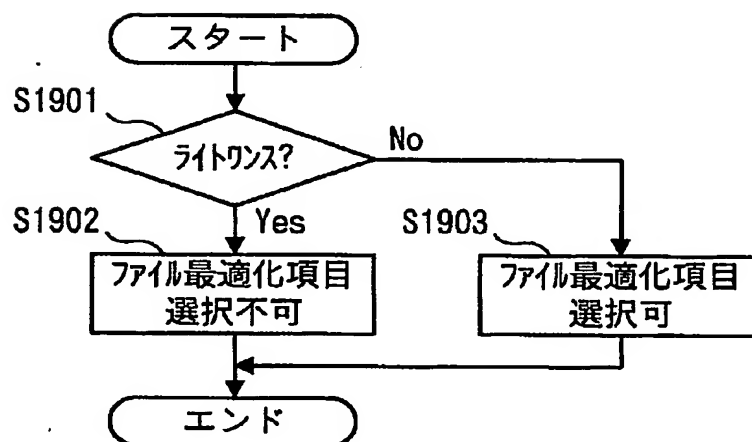 スタート
S1901
ライトワンス?
No
S1902
Yes
S1903
ファイル最適化項目
選択不可
ファイル最適化項目
選択可
エンド